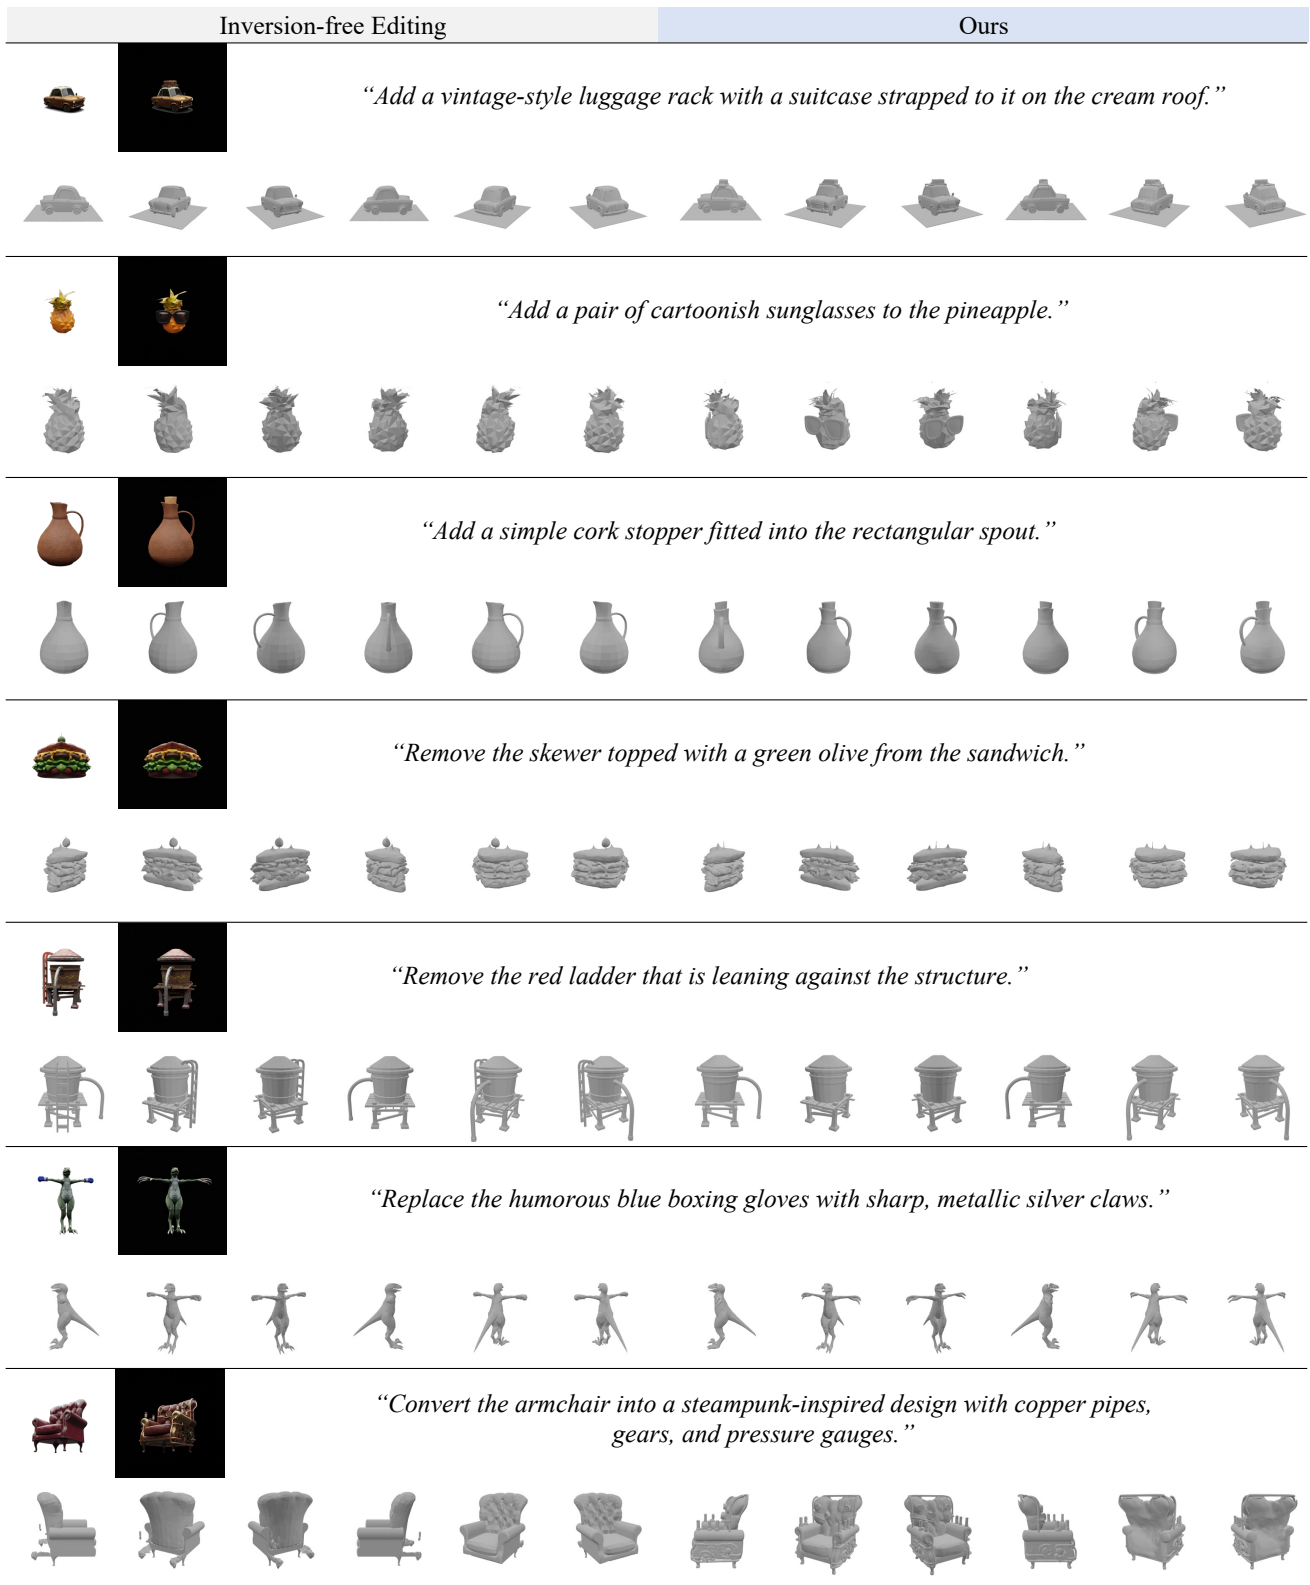 Inversion-free Editing
Ours
“Add a vintage-style luggage rack with a suitcase strapped to it on the cream roof.”
“Add a pair of cartoonish sunglasses to the pineapple.”
“Add a simple cork stopper fitted into the rectangular spout.”
“Remove the skewer topped with a green olive from the sandwich.”
“Remove the red ladder that is leaning against the structure.”
“Replace the humorous blue boxing gloves with sharp, metallic silver claws.”
“Convert the armchair into a steampunk-inspired design with copper pipes,
gears, and pressure gauges.”